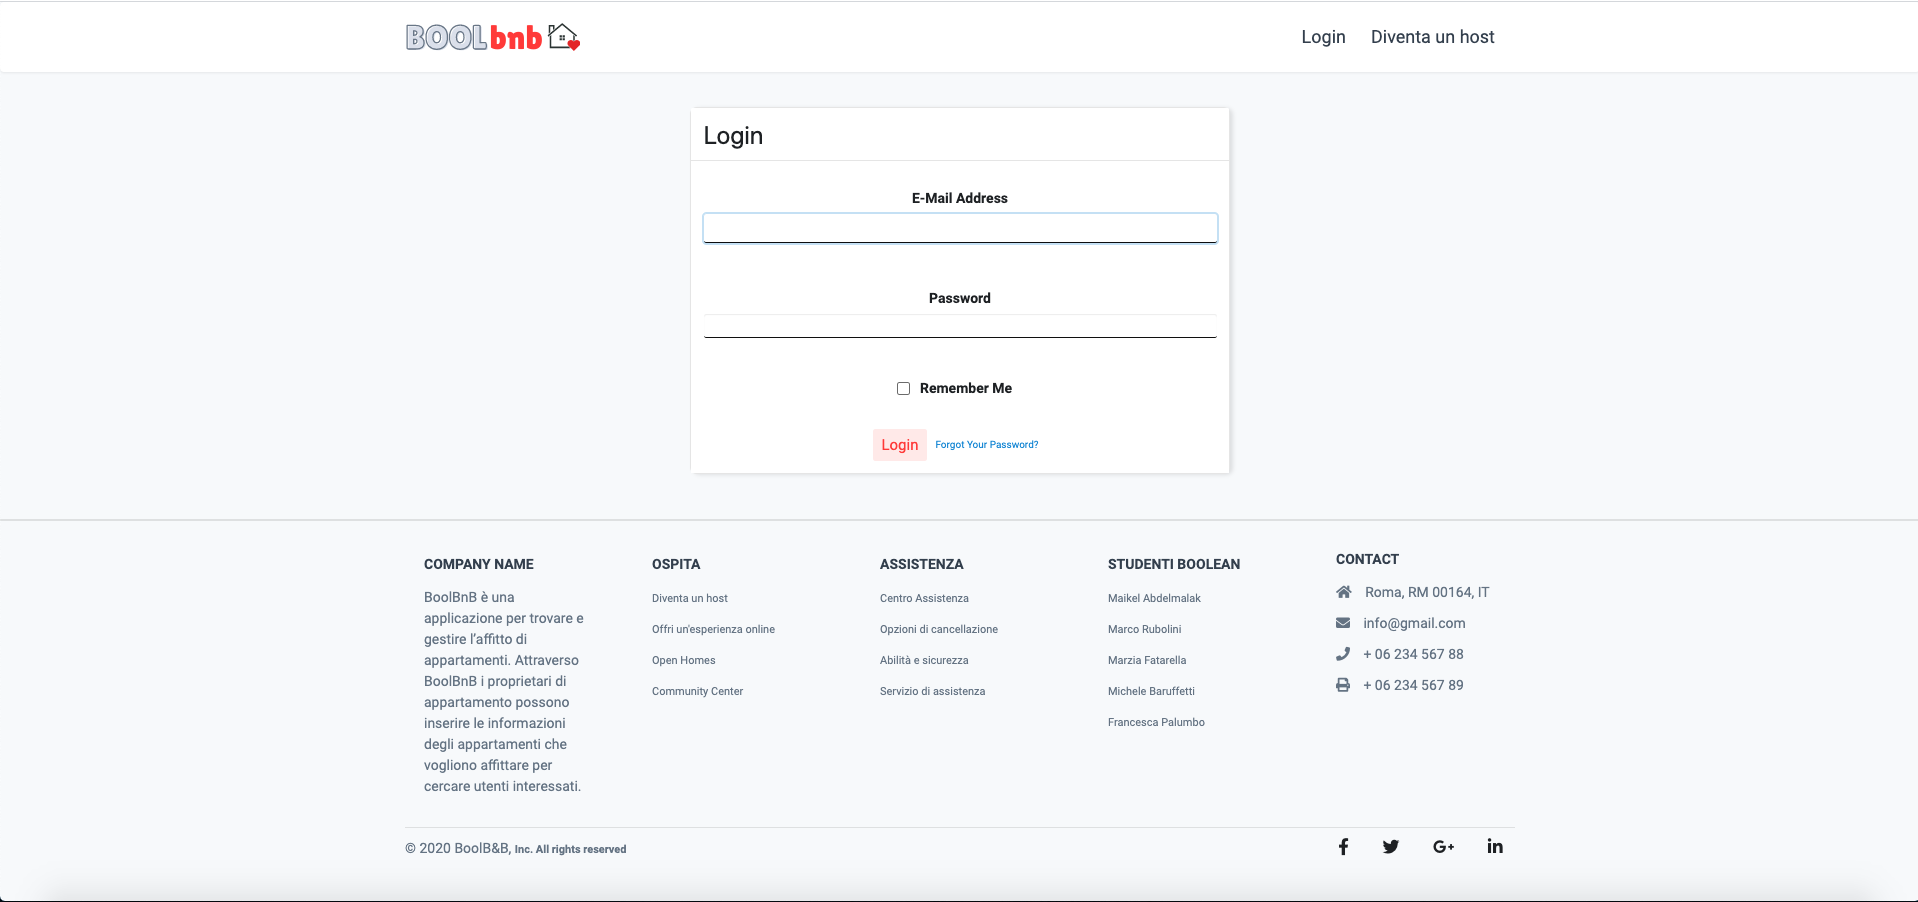 BOOLbnb
Login
Diventa un host
Login
E-Mail Address
Password
Remember Me
Login
Forgot Your Password?
COMPANY NAME
BoolBnB è una
applicazione per trovare e
gestire l’affitto di
appartamenti. Attraverso
BoolBnB i proprietari di
appartamento possono
inserire le informazioni
degli appartamenti che
vogliono affittare per
cercare utenti interessati.
OSPITA
Diventa un host
Offri un'esperienza online
Open Homes
Community Center
ASSISTENZA
Centro Assistenza
Opzioni di cancellazione
Abilità e sicurezza
Servizio di assistenza
STUDENTI BOOLEAN
Maikel Abdelmalak
Marco Rubolini
Marzia Fatarella
Michele Baruffetti
Francesca Palumbo
CONTACT
Roma, RM 00164, IT
info@gmail.com
+ 06 234 567 88
+ 06 234 567 89
© 2020 BoolB&B, Inc. All rights reserved